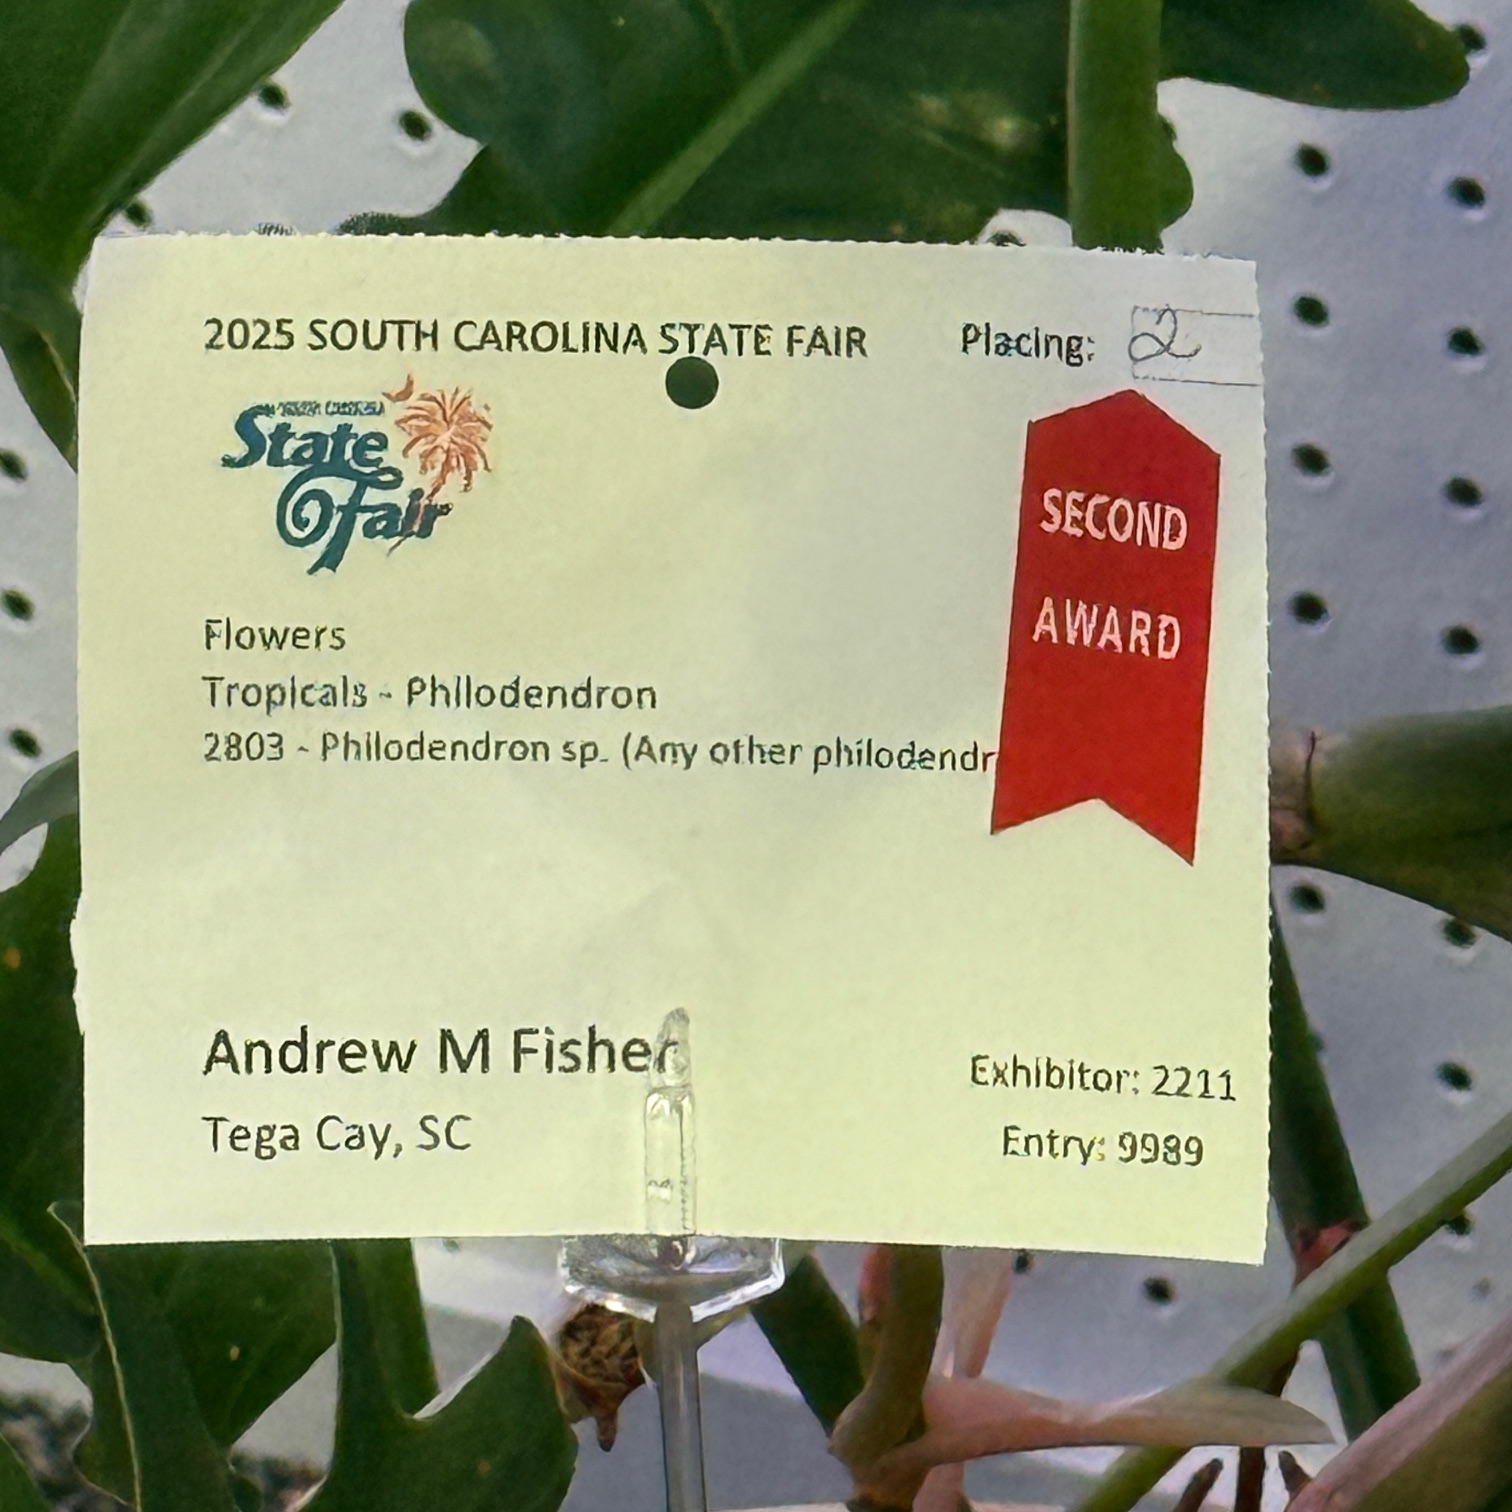 2025 SOUTH CAROLINA STATE FAIR Placing: 2
State
Fair
SECOND
AWARD
Flowers
Tropicals - Philodendron
2803 - Philodendron sp. (Any other philodendr
Andrew M Fisher
Tega Cay, SC
Exhibitor: 2211
Entry: 9989